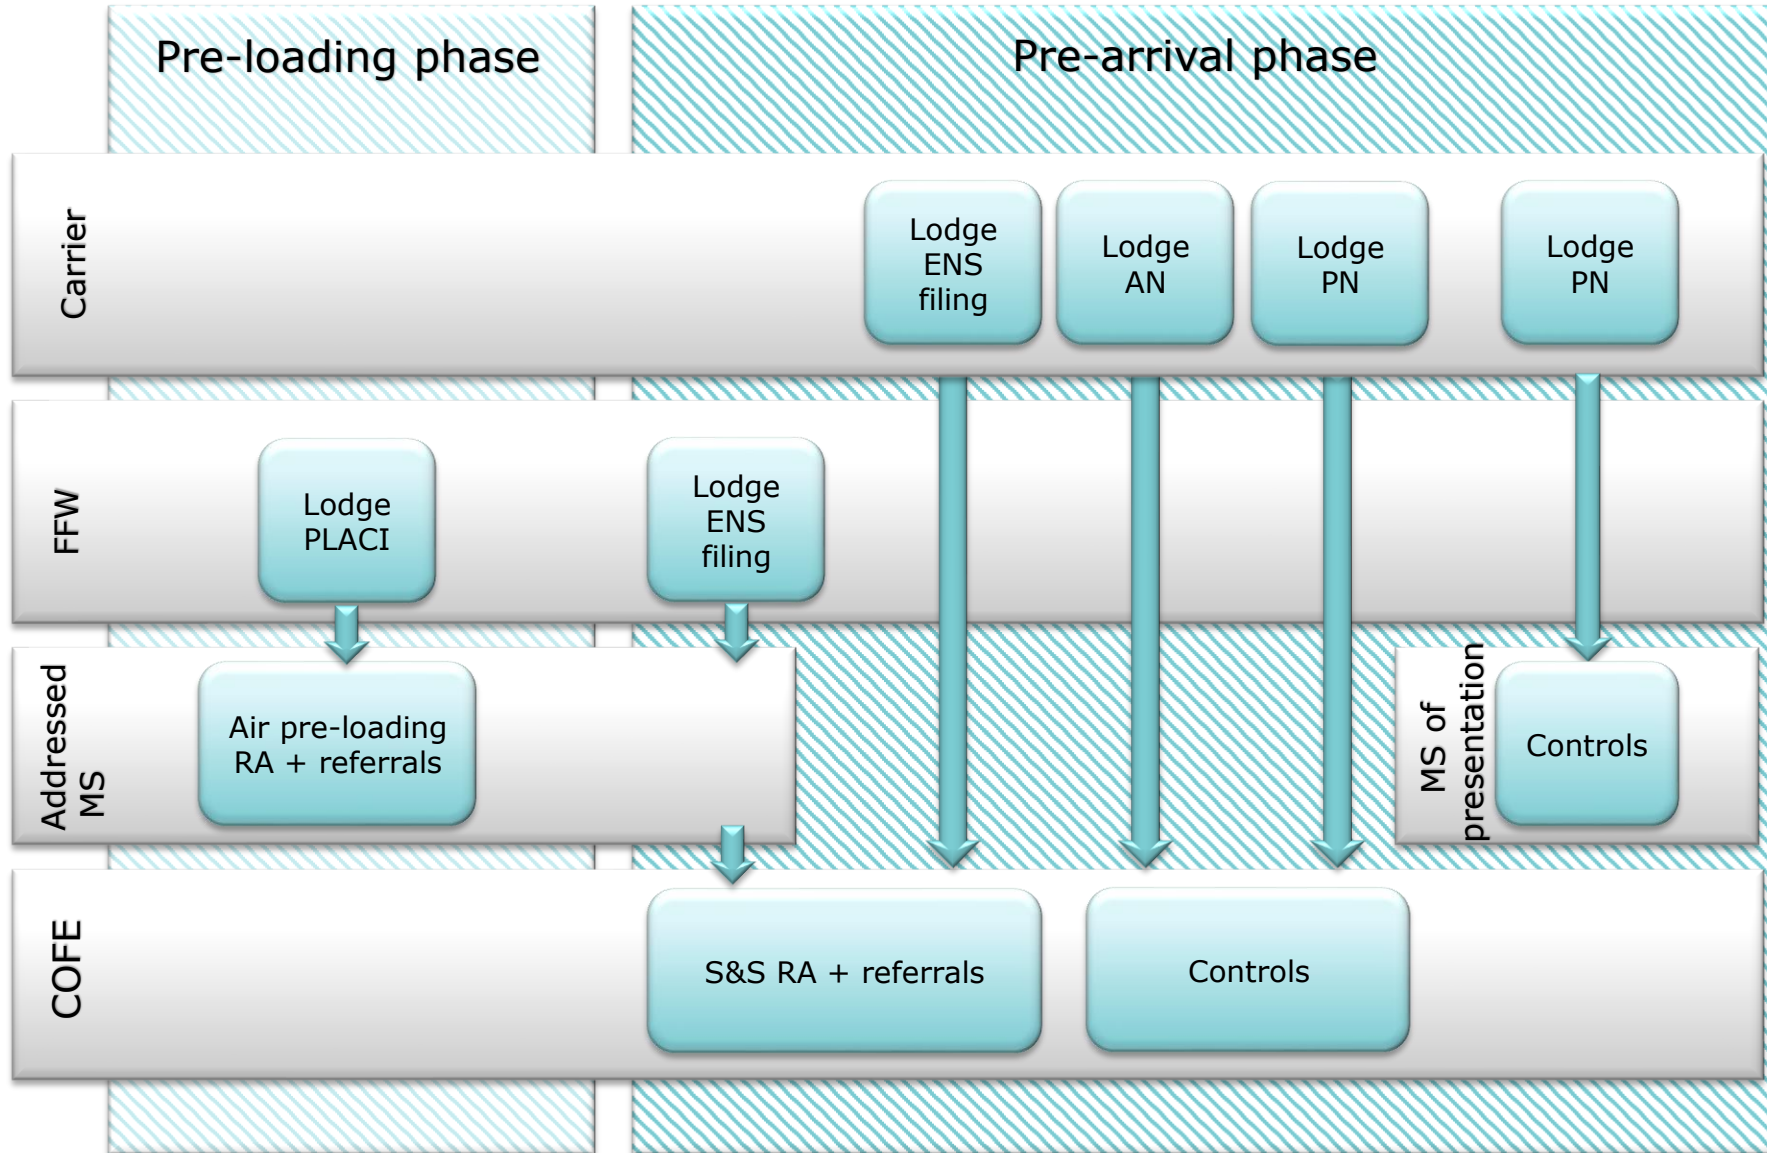 Pre-loading phase
Pre-arrival phase
Carrier
Lodge
ENS
filing
Lodge
AN
Lodge
PN
Lodge
PN
FFW
Lodge
PLACI
Lodge
ENS
filing
Addressed
MS
Air pre-loading
RA + referrals
MS of
presentation
Controls
COFE
S&S RA + referrals
Controls